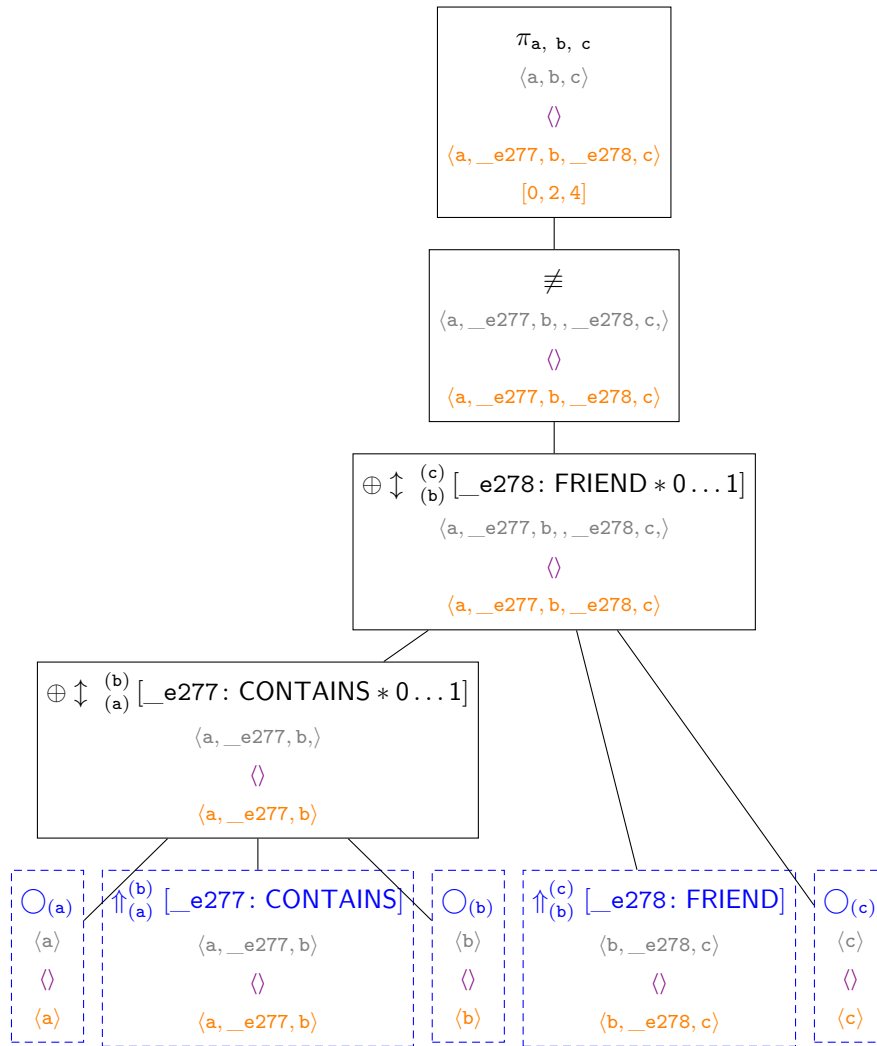 π a, b, c
⟨a, b, c⟩
⟨⟩
⟨a, __e277, b, __e278, c⟩
[0, 2, 4]
≢
⟨a, __e277, b, , __e278, c,⟩
⟨⟩
⟨a, __e277, b, __e278, c⟩
⊕ ↕ (c) (b) [__e278: FRIEND ∗ 0 … 1]
⟨a, __e277, b, , __e278, c,⟩
⟨⟩
⟨a, __e277, b, __e278, c⟩
⊕ ↕ (b) (a) [__e277: CONTAINS ∗ 0 … 1]
⟨a, __e277, b,⟩
⟨⟩
⟨a, __e277, b⟩
◯(a)
⟨a⟩
⟨⟩
⟨a⟩
⇑ (b) (a) [__e277: CONTAINS]
⟨a, __e277, b⟩
⟨⟩
⟨a, __e277, b⟩
◯(b)
⟨b⟩
⟨⟩
⟨b⟩
⇑ (c) (b) [__e278: FRIEND]
⟨b, __e278, c⟩
⟨⟩
⟨b, __e278, c⟩
◯(c)
⟨c⟩
⟨⟩
⟨c⟩